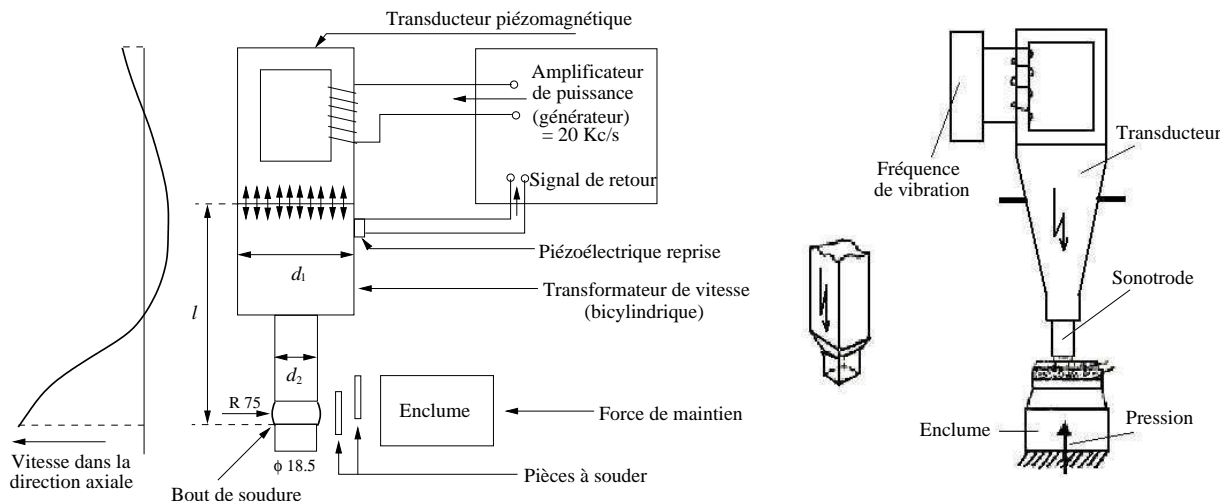 Transducteur piézomagnétique
Amplificateur
de puissance
(générateur)
= 20 Kc/s
Signal de retour
Piézoélectrique reprise
d1
Transformateur de vitesse
(bicylindrique)
l
d2
R 75
Enclume
Force de maintien
ϕ 18.5
Pièces à souder
Bout de soudure
Vitesse dans la
direction axiale
Fréquence
de vibration
Transducteur
Sonotrode
Enclume
Pression